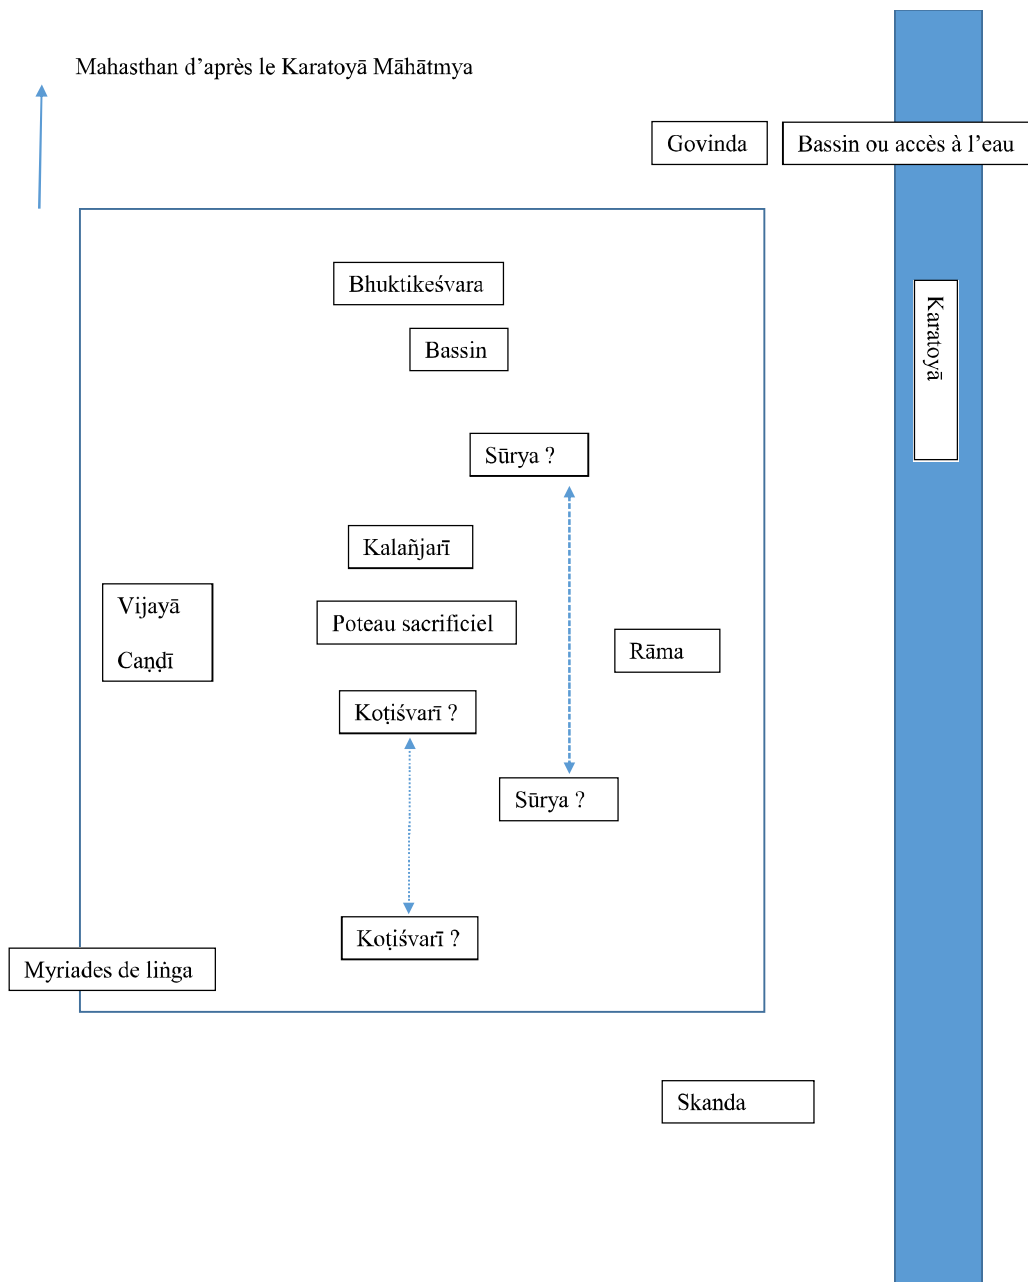 Mahasthan d’après le Karatoyā Māhātmya
Govinda
Bassin ou accès à l’eau
Bhuktikeśvara
Karatoyā
Bassin
Sūrya ?
Kalañjarī
Vijayā
Caṇḍī
Poteau sacrificiel
Rāma
Koṭiśvarī ?
Sūrya ?
Koṭiśvarī ?
Myriades de liṅga
Skanda